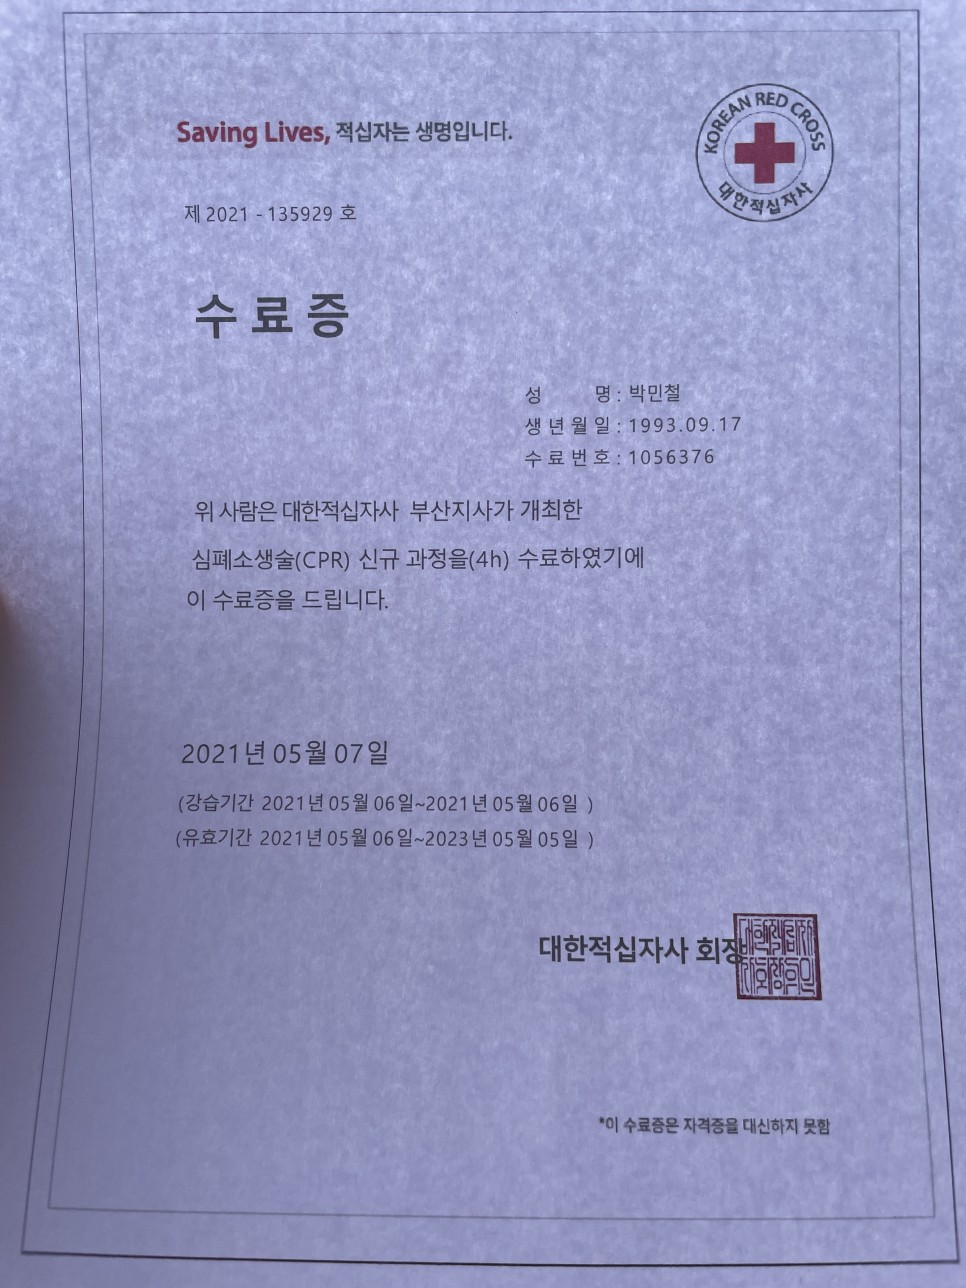 Saving Lives, 적십자는 생명입니다.
KOREAN RED CROSS
대한적십자사
제 2021 - 135929 호
수 료 증
성 명 : 박민철
생 년 월 일 : 1993.09.17
수 료 번 호 : 1056376
위 사람은 대한적십자사 부산지사가 개최한
심폐소생술(CPR) 신규 과정을(4h) 수료하였기에
이 수료증을 드립니다.
2021년 05월 07일
(강습기간 2021년 05월 06일~2021년 05월 06일 )
(유효기간 2021년 05월 06일~2023년 05월 05일 )
대한적십자사 회장
*이 수료증은 자격증을 대신하지 못함